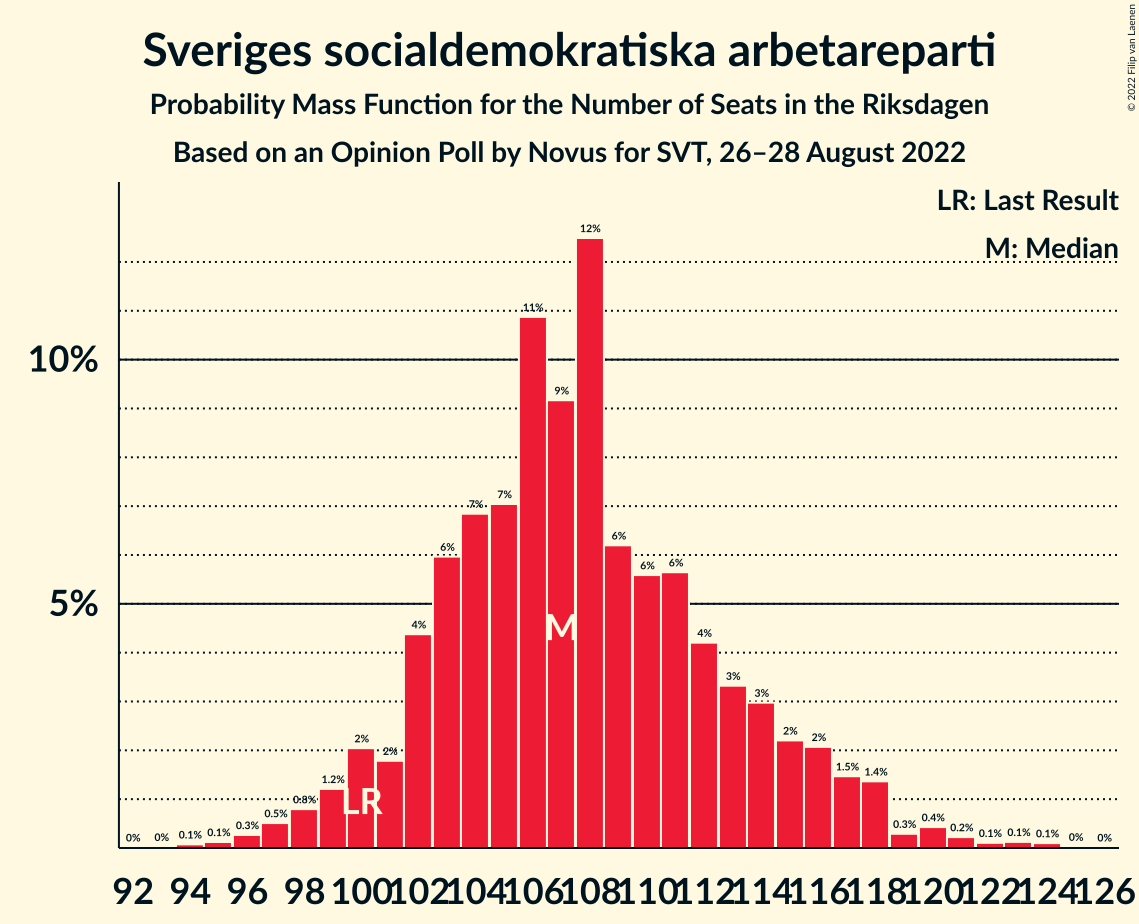 Sveriges socialdemokratiska arbetareparti
Probability Mass Function for the Number of Seats in the Riksdagen
Based on an Opinion Poll by Novus for SVT, 26–28 August 2022
© 2022 Filip van Laenen
LR: Last Result
M: Median
10%
5%
0% 0% 0.1% 0.1% 0.3% 0.5% 0.8% 1.2% 2% 2% 4% 6% 7% 7% 11% 9% 12% 6% 6% 6% 4% 3% 3% 2% 2% 1.5% 1.4% 0.3% 0.4% 0.2% 0.1% 0.1% 0.1% 0% 0%
M
LR
92 94 96 98 100 102 104 106 108 110 112 114 116 118 120 122 124 126